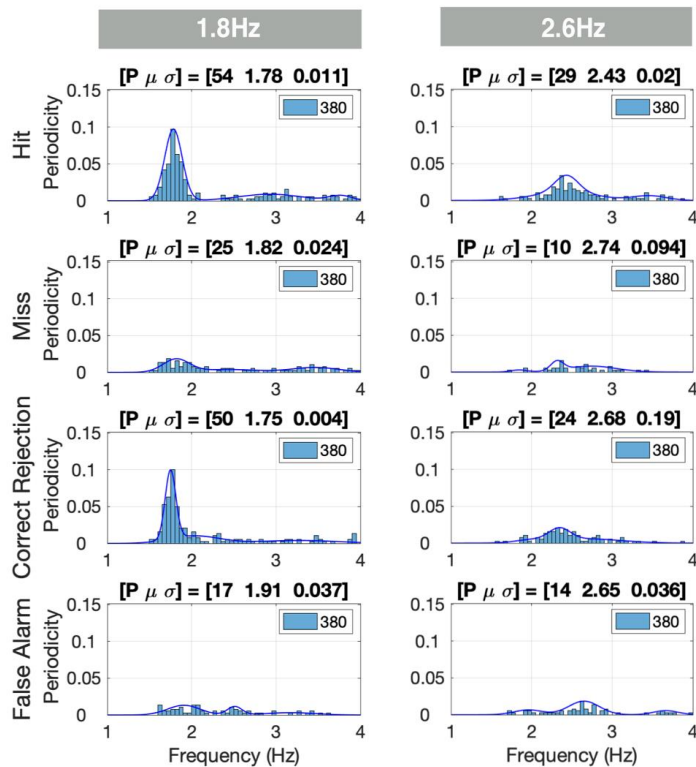 1.8Hz
2.6Hz
[P μ σ] = [54 1.78 0.011]
[P μ σ] = [29 2.43 0.02]
Hit
Periodicity
0.15
0.1
0.05
0
380
1 2 3 4
0.15
0.1
0.05
0
380
1 2 3 4
[P μ σ] = [25 1.82 0.024]
[P μ σ] = [10 2.74 0.094]
Miss
Periodicity
0.15
0.1
0.05
0
380
1 2 3 4
0.15
0.1
0.05
0
380
1 2 3 4
[P μ σ] = [50 1.75 0.004]
[P μ σ] = [24 2.68 0.19]
Correct Rejection
Periodicity
0.15
0.1
0.05
0
380
1 2 3 4
0.15
0.1
0.05
0
380
1 2 3 4
[P μ σ] = [17 1.91 0.037]
[P μ σ] = [14 2.65 0.036]
False Alarm
Periodicity
0.15
0.1
0.05
0
380
1 2 3 4
Frequency (Hz)
0.15
0.1
0.05
0
380
1 2 3 4
Frequency (Hz)